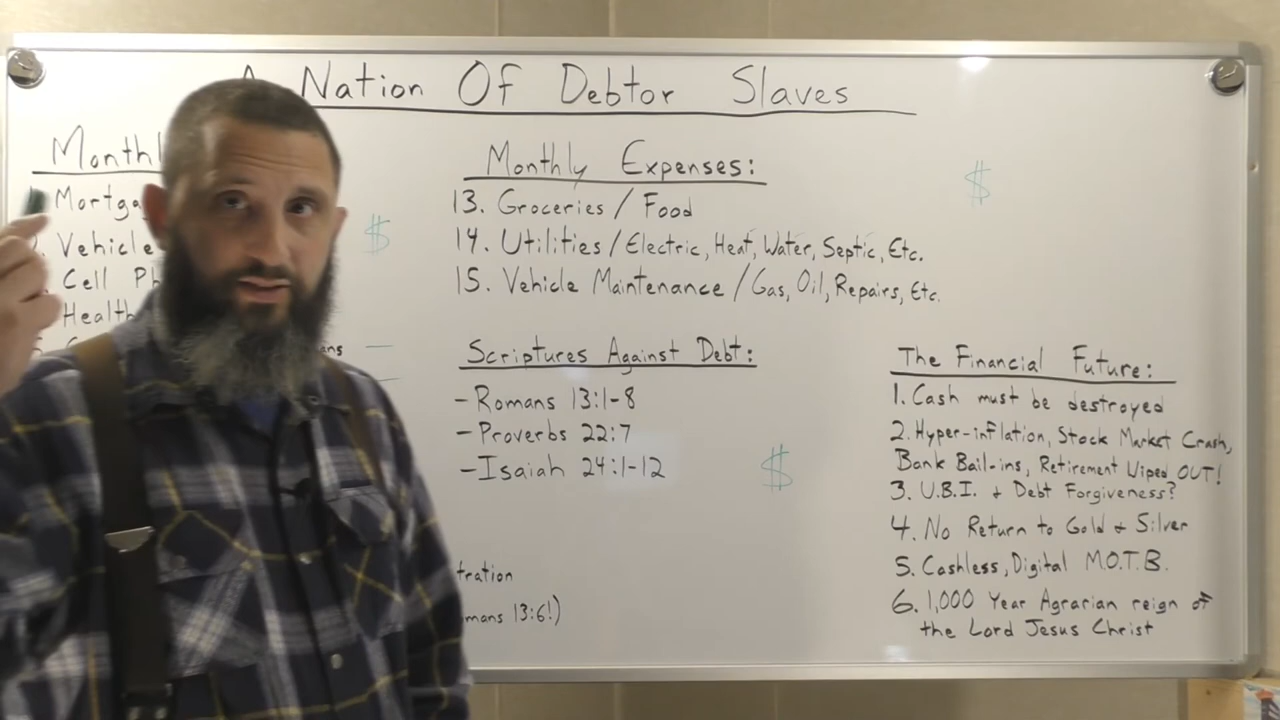 A Nation Of Debtor Slaves
Month
Mortga
Vehicle
Cell Ph
Health
ans
$
Monthly Expenses:
13. Groceries / Food
14. Utilities / Electric, Heat, Water, Septic, Etc.
15. Vehicle Maintenance / Gas, Oil, Repairs, Etc.
$
Scriptures Against Debt:
- Romans 13:1-8
- Proverbs 22:7
- Isaiah 24:1-12
$
tration
mans 13:6!)
The Financial Future:
1. Cash must be destroyed
2. Hyper-inflation, Stock Market Crash,
Bank Bail-ins, Retirement Wiped OUT!
3. U.B.I. + Debt Forgiveness?
4. No Return to Gold + Silver
5. Cashless, Digital M.O.T.B.
6. 1,000 Year Agrarian reign of
the Lord Jesus Christ